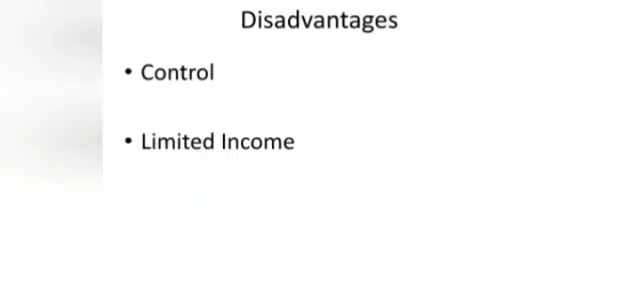 Disadvantages
• Control
• Limited Income